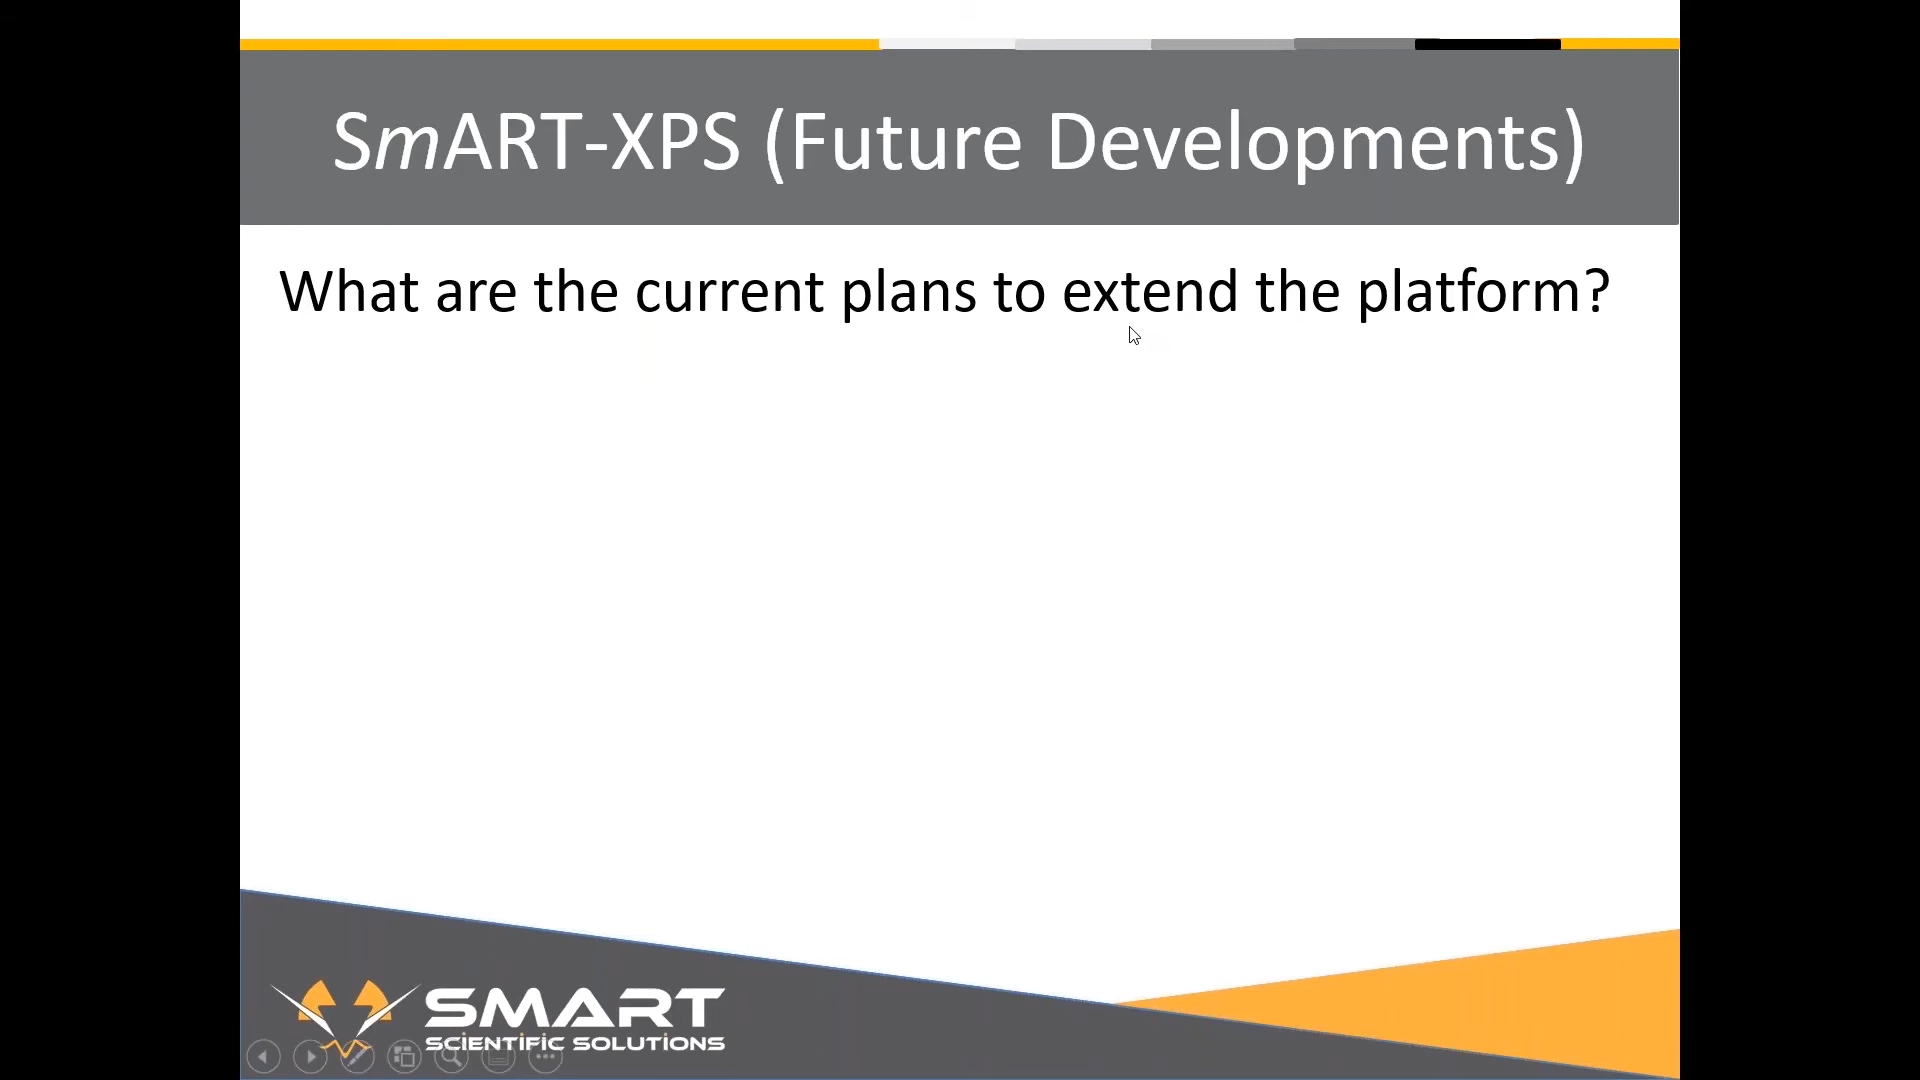 SmART-XPS (Future Developments)
What are the current plans to extend the platform?
SMART
SCIENTIFIC SOLUTIONS